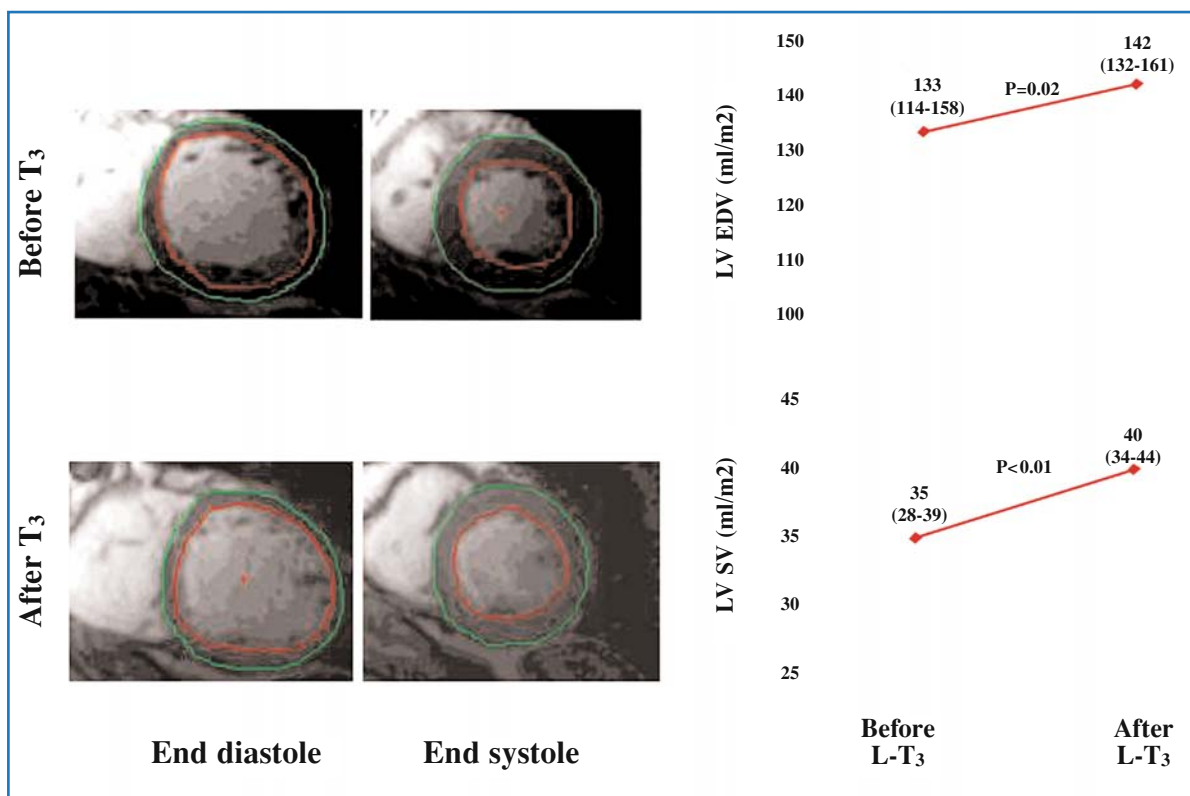 Before T3
After T3
End diastole
End systole
LV EDV (ml/m2)
150
140
130
120
110
100
133
(114-158)
P=0.02
142
(132-161)
LV SV (ml/m2)
45
40
35
30
25
35
(28-39)
P<0.01
40
(34-44)
Before
L-T3
After
L-T3